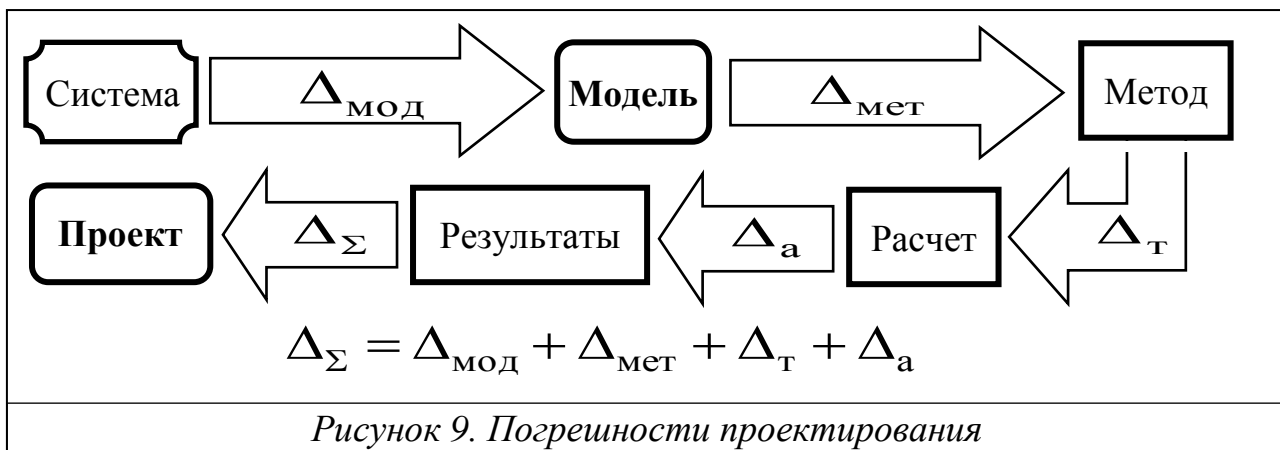 Система Δмод Модель Δмет Метод
Проект ΔΣ Результаты Δа Расчет Δт
ΔΣ = Δмод + Δмет + Δт + Δа
Рисунок 9. Погрешности проектирования